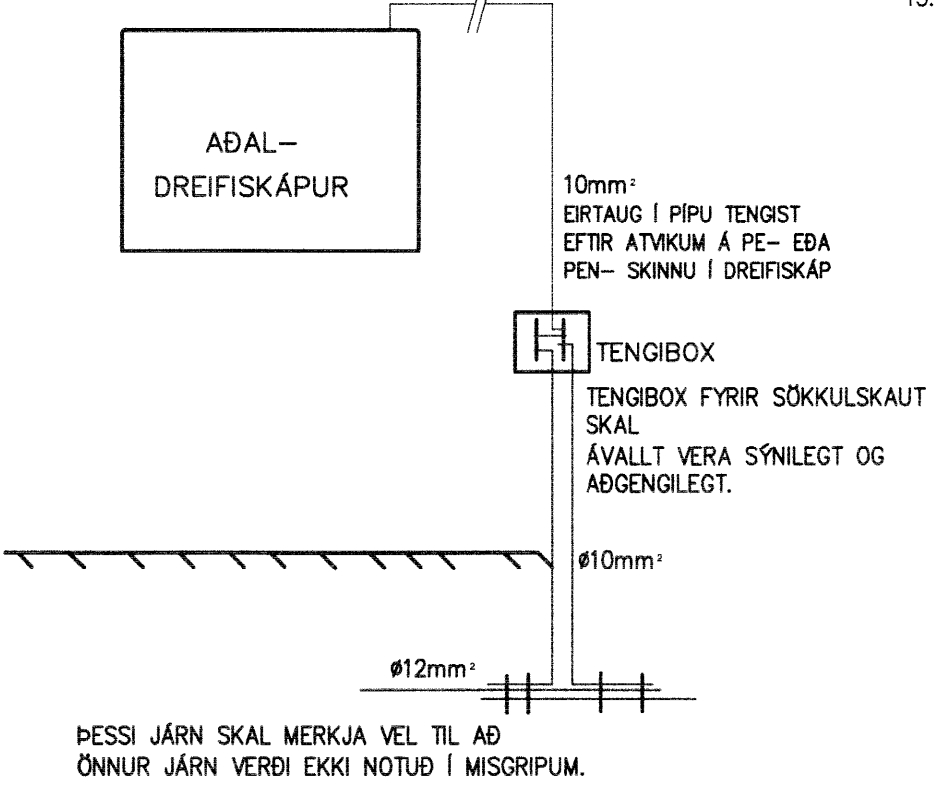 AÐAL–
DREIFISKÁPUR
10mm²
EIRTAUG Í PÍPU TENGIST
EFTIR ATVIKUM Á PE– EÐA
PEN– SKINNU Í DREIFISKÁP
TENGIBOX
TENGIBOX FYRIR SÖKKULSKAUT
SKAL
ÁVALLT VERA SÝNILEGT OG
AÐGENGILEGT.
ø10mm²
ø12mm²
ÞESSI JÁRN SKAL MERKJA VEL TIL AÐ
ÖNNUR JÁRN VERÐI EKKI NOTUÐ Í MISGRIPUM.